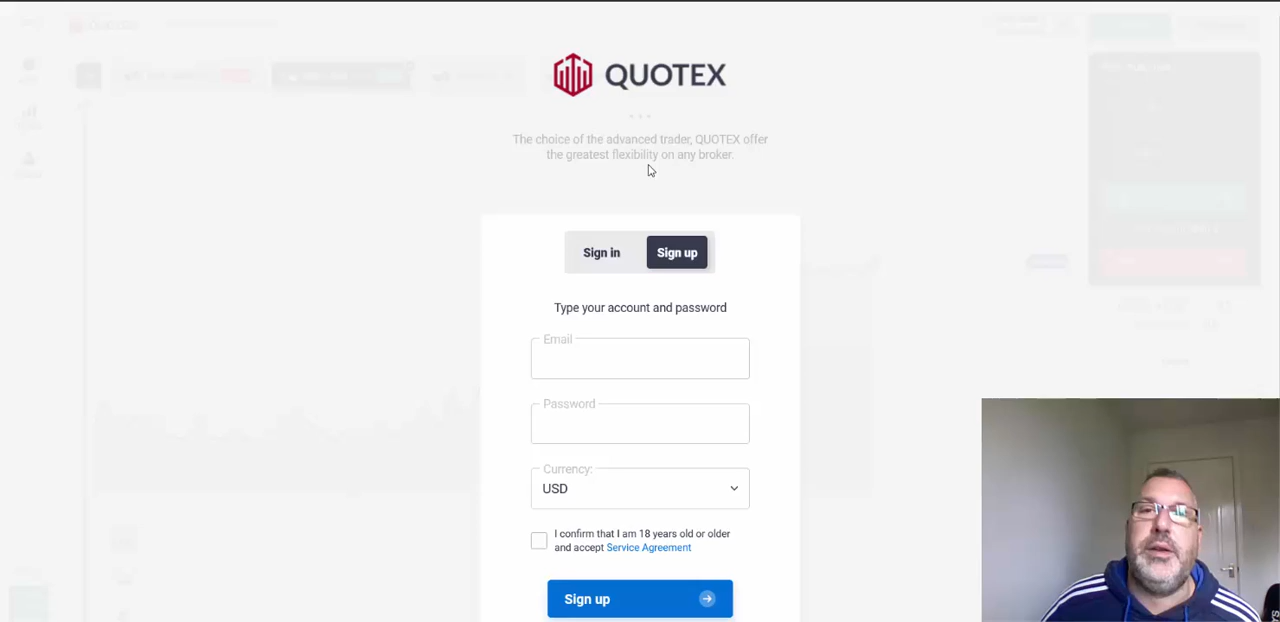 QUOTEX
The choice of the advanced trader, QUOTEX offer
the greatest flexibility on any broker.
Sign in
Sign up
Type your account and password
Email
Password
Currency:
USD
I confirm that I am 18 years old or older
and accept Service Agreement
Sign up